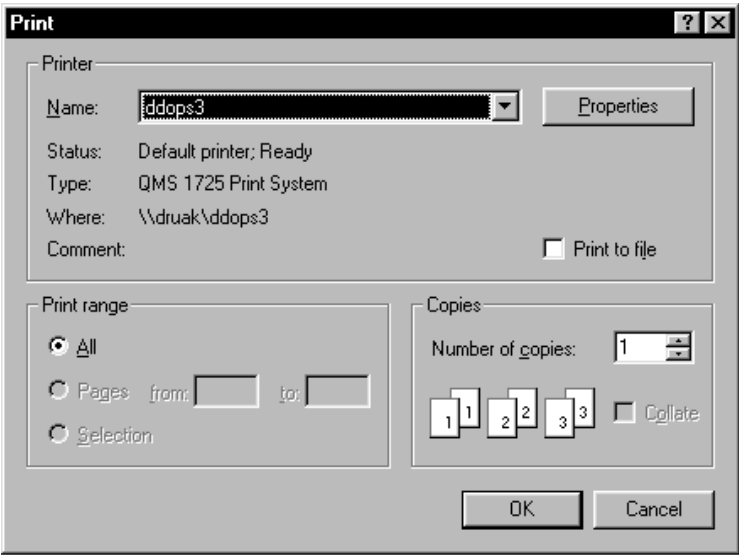 Print
Printer
Name: ddops3 Properties
Status: Default printer; Ready
Type: QMS 1725 Print System
Where: \\druak\ddops3
Comment: Print to file
Print range
All
Pages from: to:
Selection
Copies
Number of copies: 1
1 1 2 2 3 3 Collate
OK Cancel